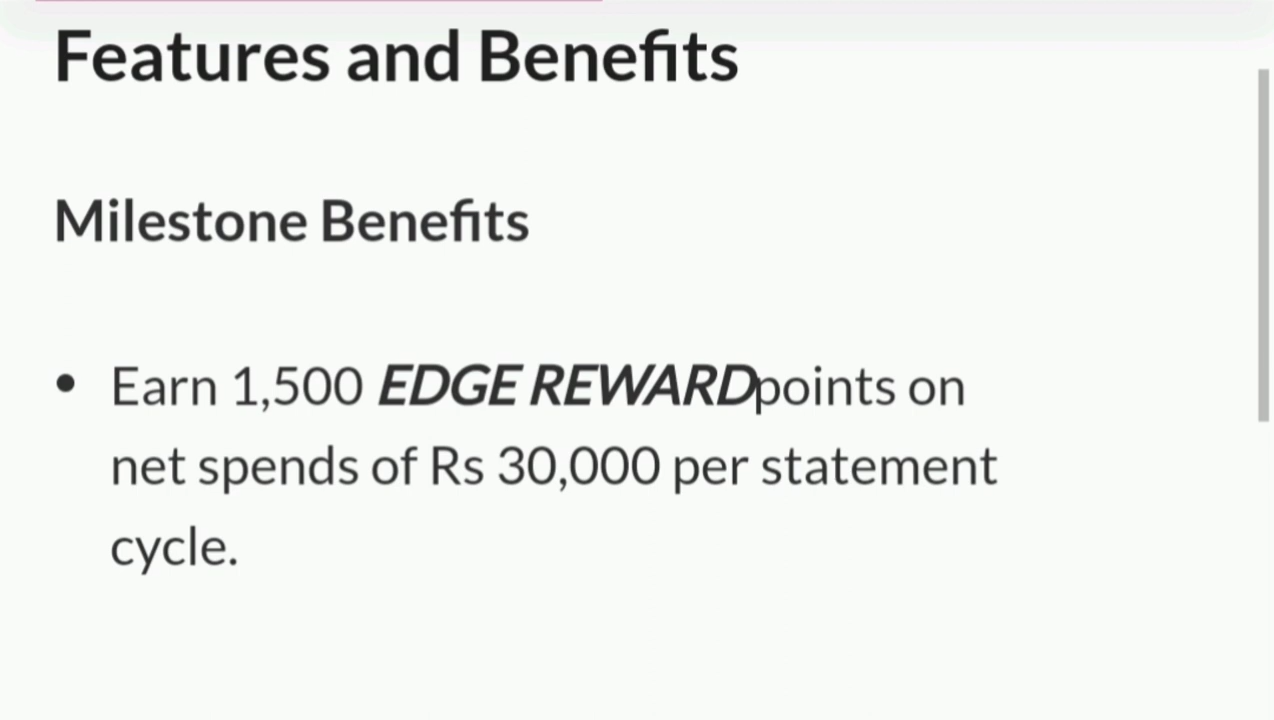 Features and Benefits
Milestone Benefits
• Earn 1,500 EDGE REWARDpoints on
net spends of Rs 30,000 per statement
cycle.